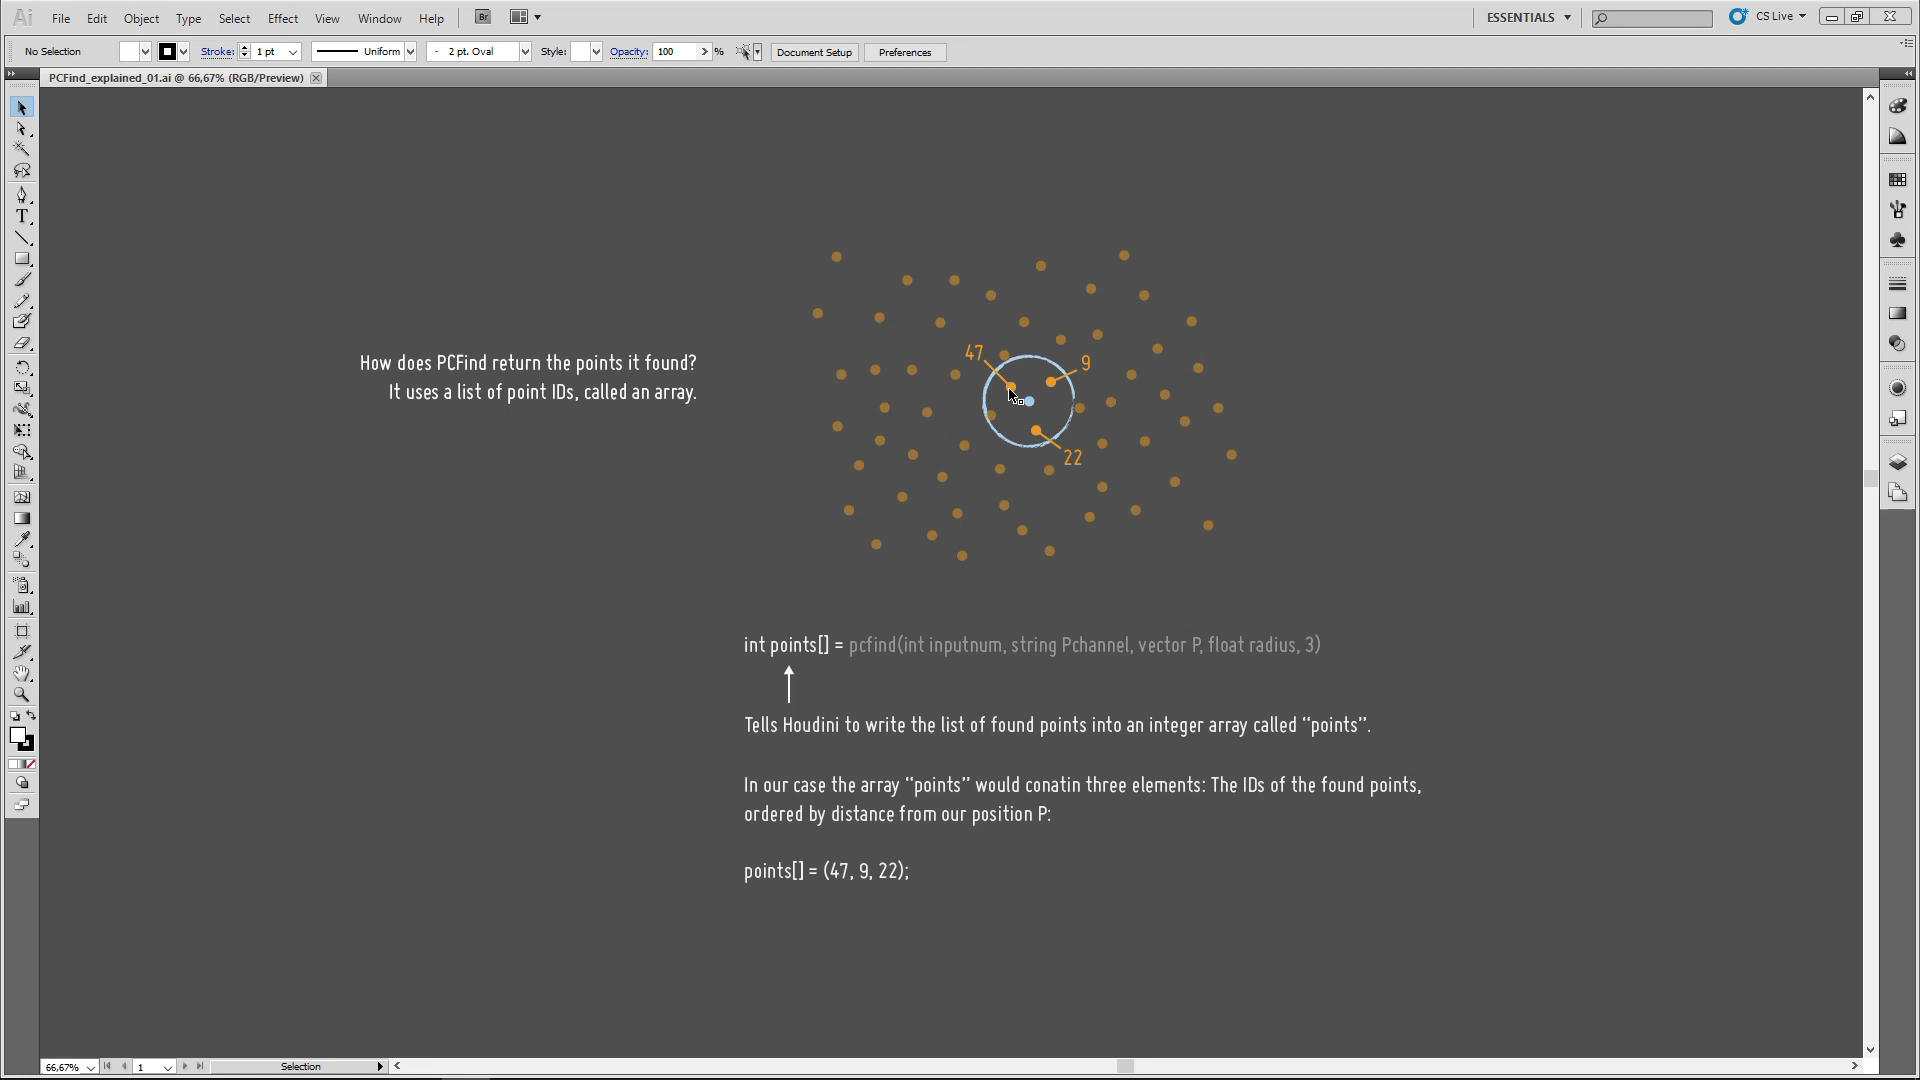 Ai File Edit Object Type Select Effect View Window Help Br ESSENTIALS CS Live
No Selection Stroke: 1 pt Uniform 2 pt. Oval Style: Opacity: 100 % Document Setup Preferences
PCFind_explained_01.ai @ 66,67% (RGB/Preview)
47
9
22
How does PCFind return the points it found?
It uses a list of point IDs, called an array.
int points[] = pcfind(int inputnum, string Pchannel, vector P, float radius, 3)
Tells Houdini to write the list of found points into an integer array called “points”.
In our case the array “points” would conatin three elements: The IDs of the found points,
ordered by distance from our position P:
points[] = (47, 9, 22);
66,67% 1 Selection